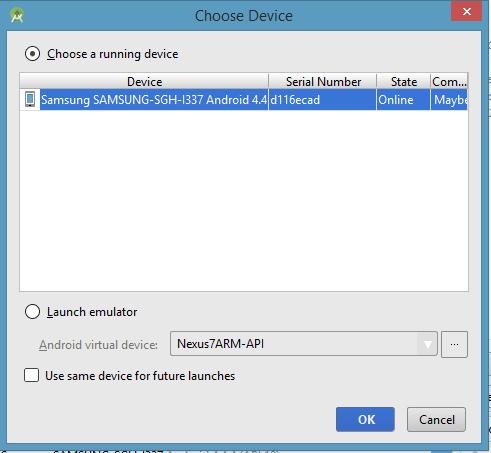 Choose Device
Choose a running device
Device Serial Number State Com...
Samsung SAMSUNG-SGH-I337 Android 4.4 d116ecad Online Maybe
Launch emulator
Android virtual device: Nexus7ARM-API ...
Use same device for future launches
OK Cancel